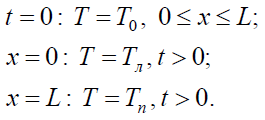 t = 0: T = T₀, 0 ≤ x ≤ L;
x = 0: T = Tл, t > 0;
x = L: T = Tп, t > 0.